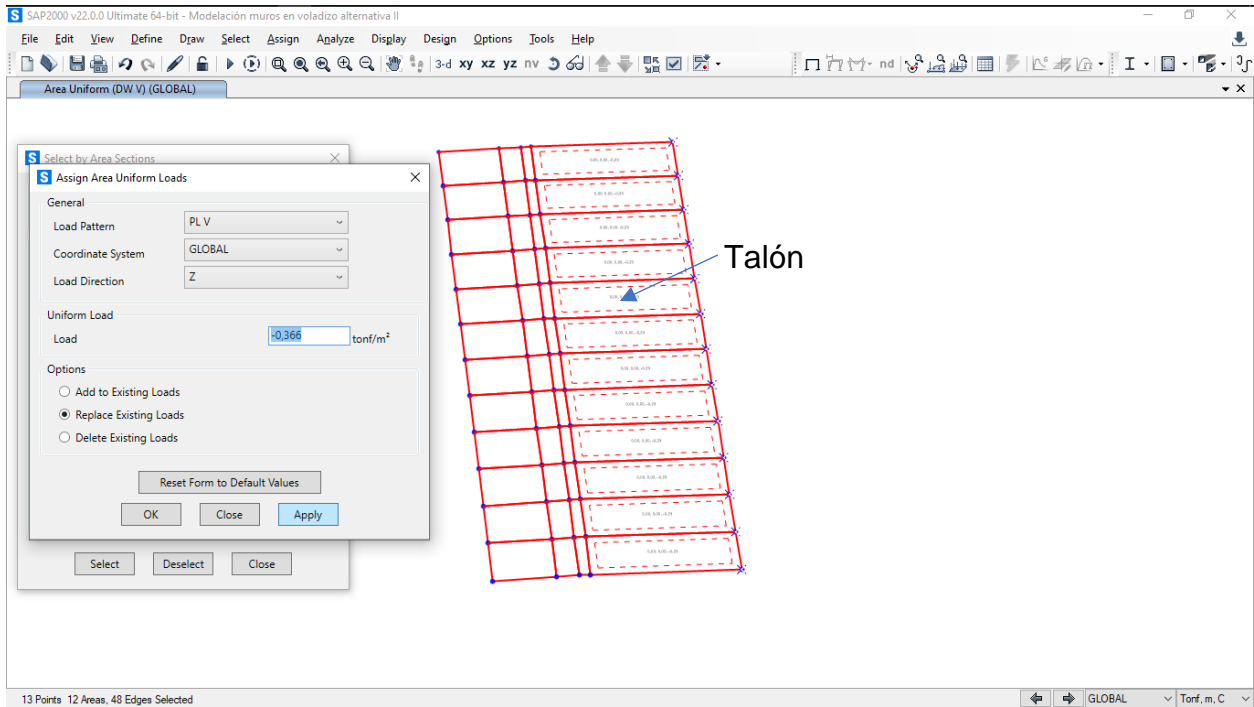 SAP2000 v22.0.0 Ultimate 64-bit - Modelación muros en voladizo alternativa II
File Edit View Define Draw Select Assign Analyze Display Design Options Tools Help
3-d xy xz yz nv
nd
Area Uniform (DW V) (GLOBAL)
Select by Area Sections
Assign Area Uniform Loads
General
Load Pattern PL V
Coordinate System GLOBAL
Load Direction Z
Uniform Load
Load -0,366 tonf/m²
Options
Add to Existing Loads
Replace Existing Loads
Delete Existing Loads
Reset Form to Default Values
OK Close Apply
Select Deselect Close
Talón
13 Points 12 Areas, 48 Edges Selected
GLOBAL Tonf, m, C